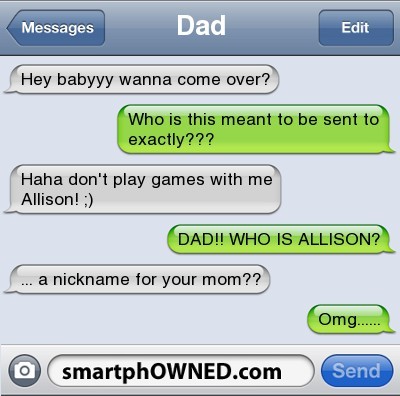 Messages Dad Edit
Hey babyyy wanna come over?
Who is this meant to be sent to
exactly???
Haha don't play games with me
Allison! ;)
DAD!! WHO IS ALLISON?
... a nickname for your mom??
Omg......
smartphOWNED.com Send